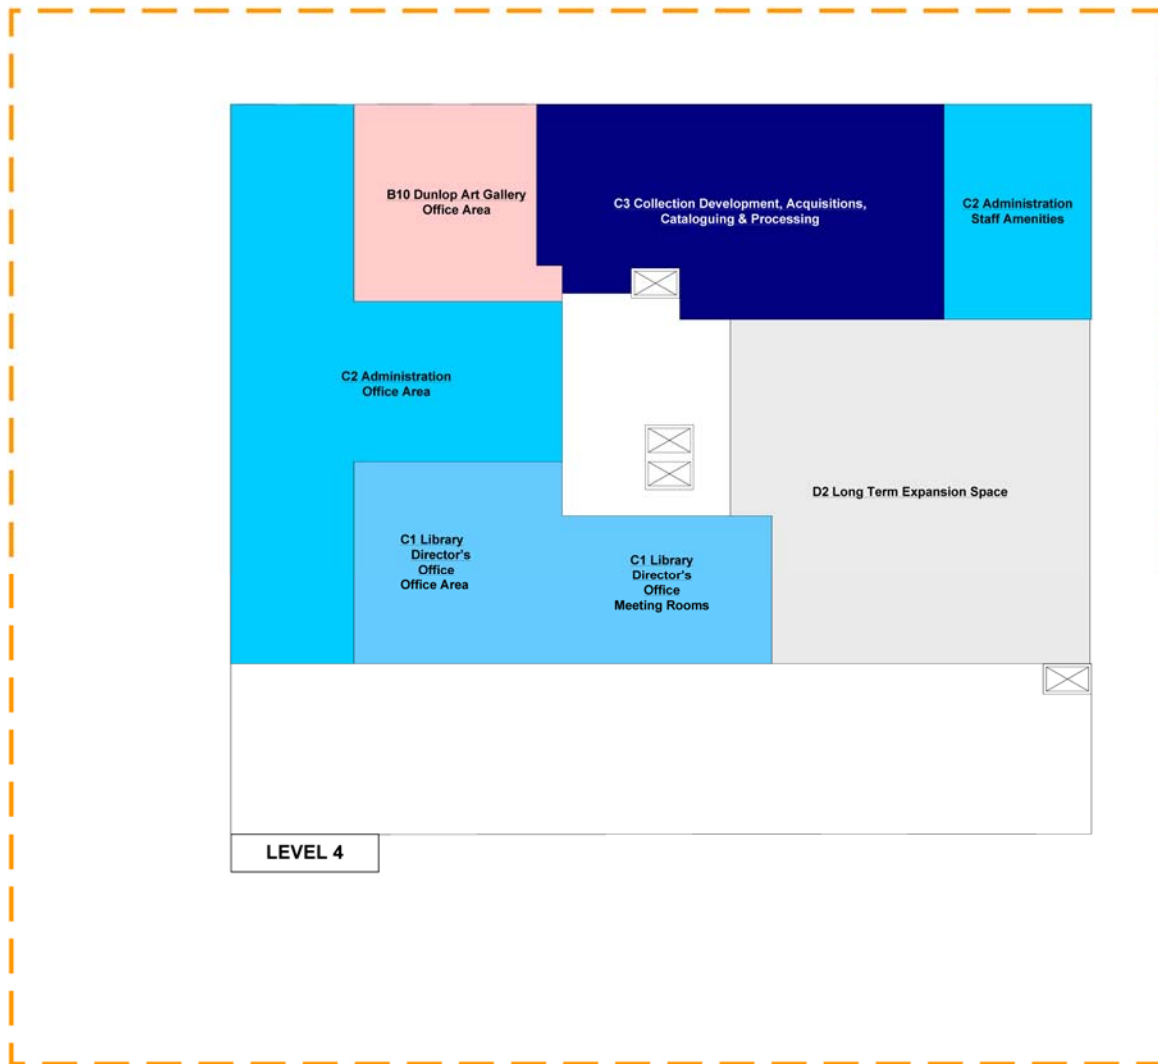 B10 Dunlop Art Gallery
Office Area
C3 Collection Development, Acquisitions,
Cataloguing & Processing
C2 Administration
Staff Amenities
C2 Administration
Office Area
D2 Long Term Expansion Space
C1 Library
Director's
Office
Office Area
C1 Library
Director's
Office
Meeting Rooms
LEVEL 4